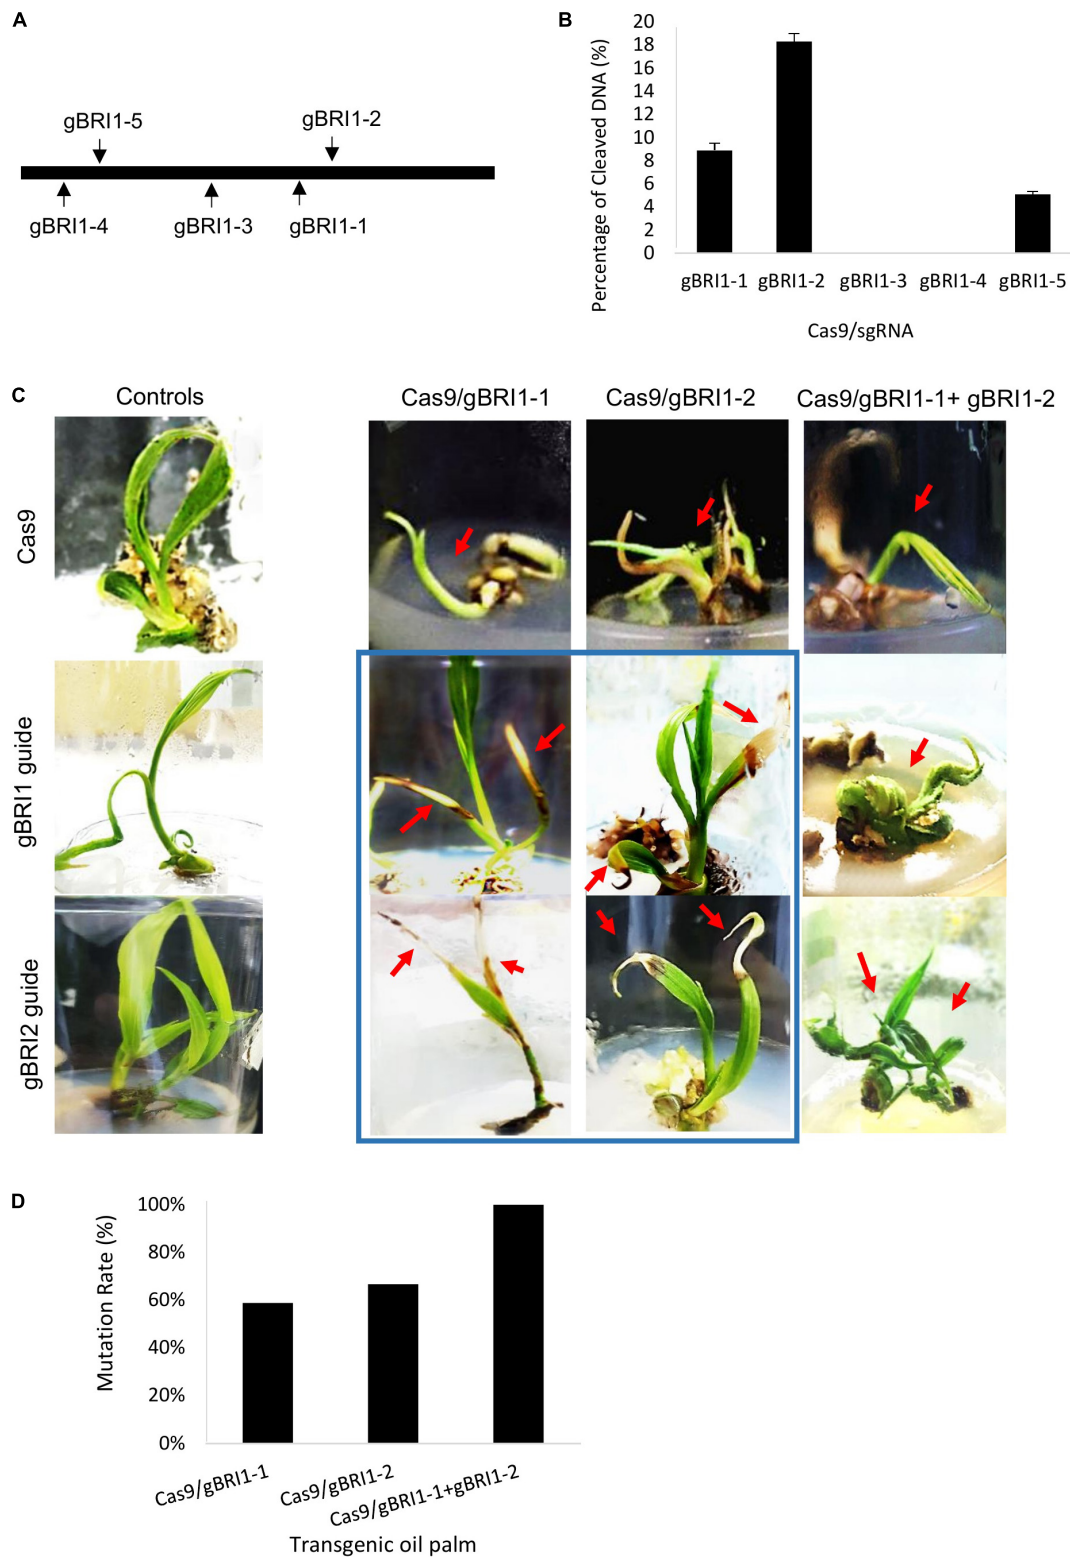 A
gBRI1-5
gBRI1-2
gBRI1-4
gBRI1-3
gBRI1-1
B
Percentage of Cleaved DNA (%)
20
18
16
14
12
10
8
6
4
2
0
gBRI1-1 gBRI1-2 gBRI1-3 gBRI1-4 gBRI1-5
Cas9/sgRNA
C
Controls
Cas9/gBRI1-1
Cas9/gBRI1-2
Cas9/gBRI1-1+ gBRI1-2
Cas9
gBRI1 guide
gBRI2 guide
D
Mutation Rate (%)
100%
80%
60%
40%
20%
0%
Cas9/gBRI1-1
Cas9/gBRI1-2
Cas9/gBRI1-1+gBRI1-2
Transgenic oil palm